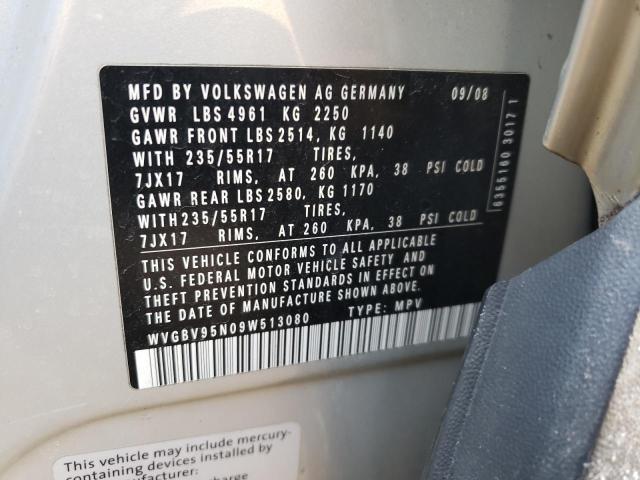 MFD BY VOLKSWAGEN AG GERMANY 09/08
GVWR LBS 4961 KG 2250
GAWR FRONT LBS 2514, KG 1140
WITH 235/55R17 TIRES,
7JX17 RIMS, AT 260 KPA, 38 PSI COLD
GAWR REAR LBS 2580, KG 1170
WITH 235/55R17 TIRES,
7JX17 RIMS, AT 260 KPA, 38 PSI COLD
THIS VEHICLE CONFORMS TO ALL APPLICABLE
U.S. FEDERAL MOTOR VEHICLE SAFETY AND
THEFT PREVENTION STANDARDS IN EFFECT ON
THE DATE OF MANUFACTURE SHOWN ABOVE.
WVGBV95N09W513080 TYPE: MPV
6355160 3017 1
This vehicle may include mercury-
containing devices installed by
manufacturer: